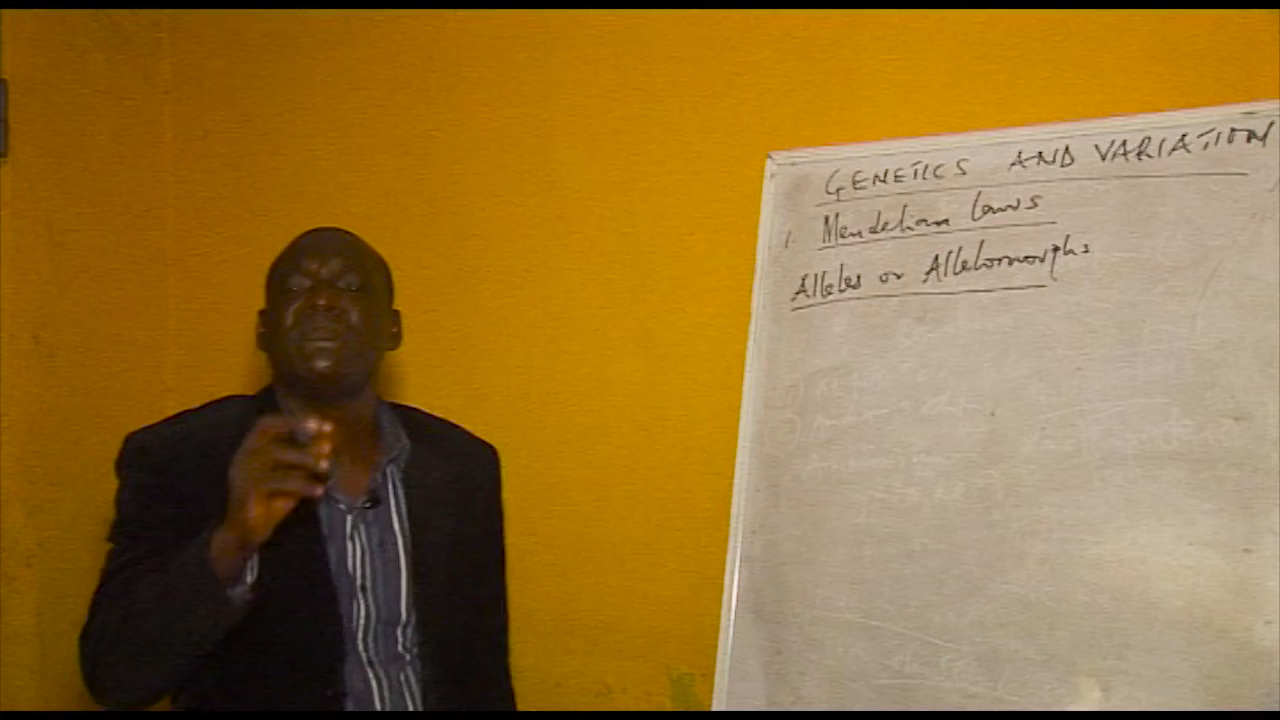 GENETICS AND VARIATION
1. Mendelian Laws
Alleles or Allelomorphs